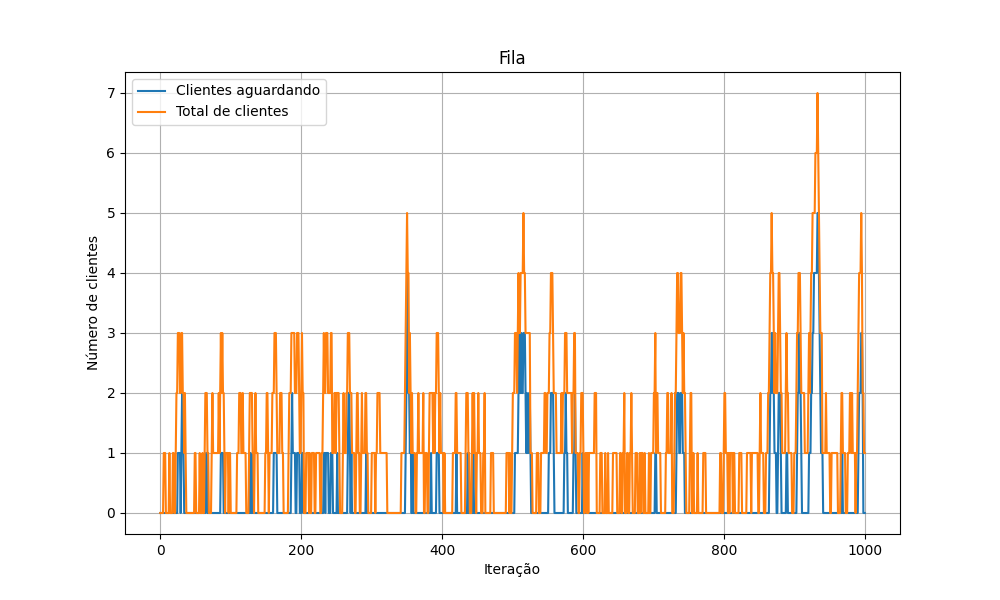 Fila
Clientes aguardando
Total de clientes
Número de clientes
7
6
5
4
3
2
1
0
0 200 400 600 800 1000
Iteração